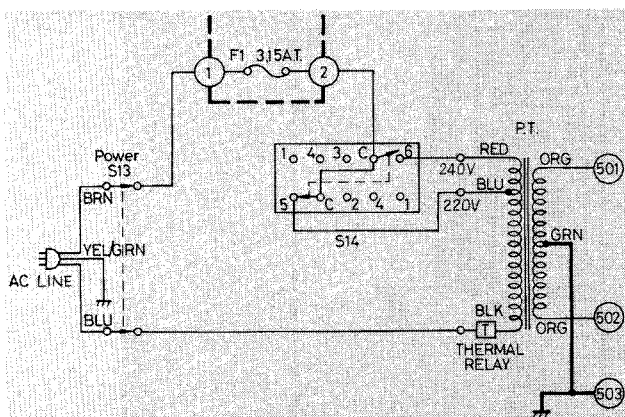 F1 3,15A.T.
1
2
1 4 3 C 6
5 C 2 4 1
S14
Power
S13
BRN
YEL/GRN
AC LINE
BLU
RED
240V
BLU
220V
BLK
T
THERMAL
RELAY
P.T.
ORG
501
GRN
ORG
502
503